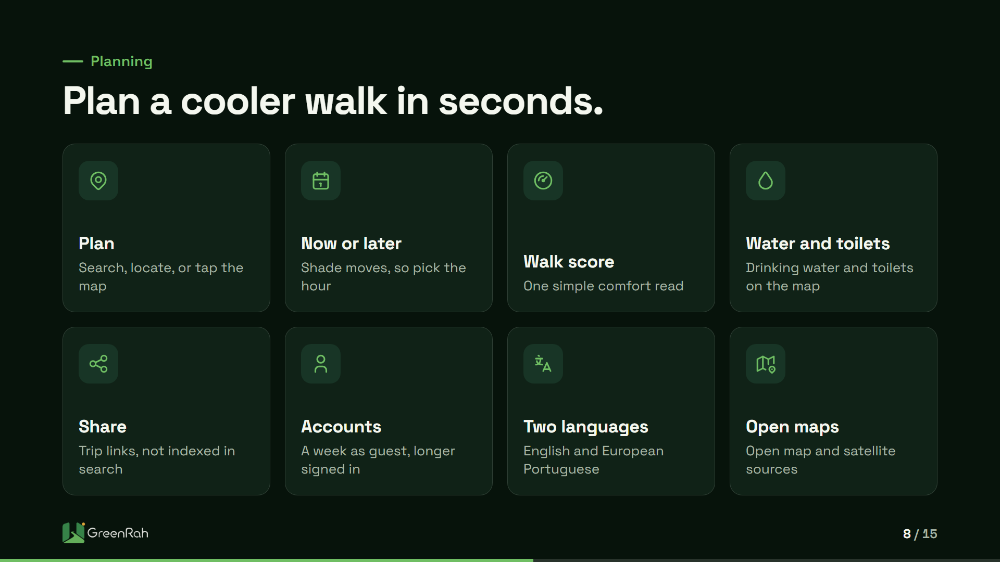 Planning
Plan a cooler walk in seconds.
Plan
Search, locate, or tap the
map
Now or later
Shade moves, so pick the
hour
Walk score
One simple comfort read
Water and toilets
Drinking water and toilets
on the map
Share
Trip links, not indexed in
search
Accounts
A week as guest, longer
signed in
Two languages
English and European
Portuguese
Open maps
Open map and satellite
sources
GreenRah
8 / 15